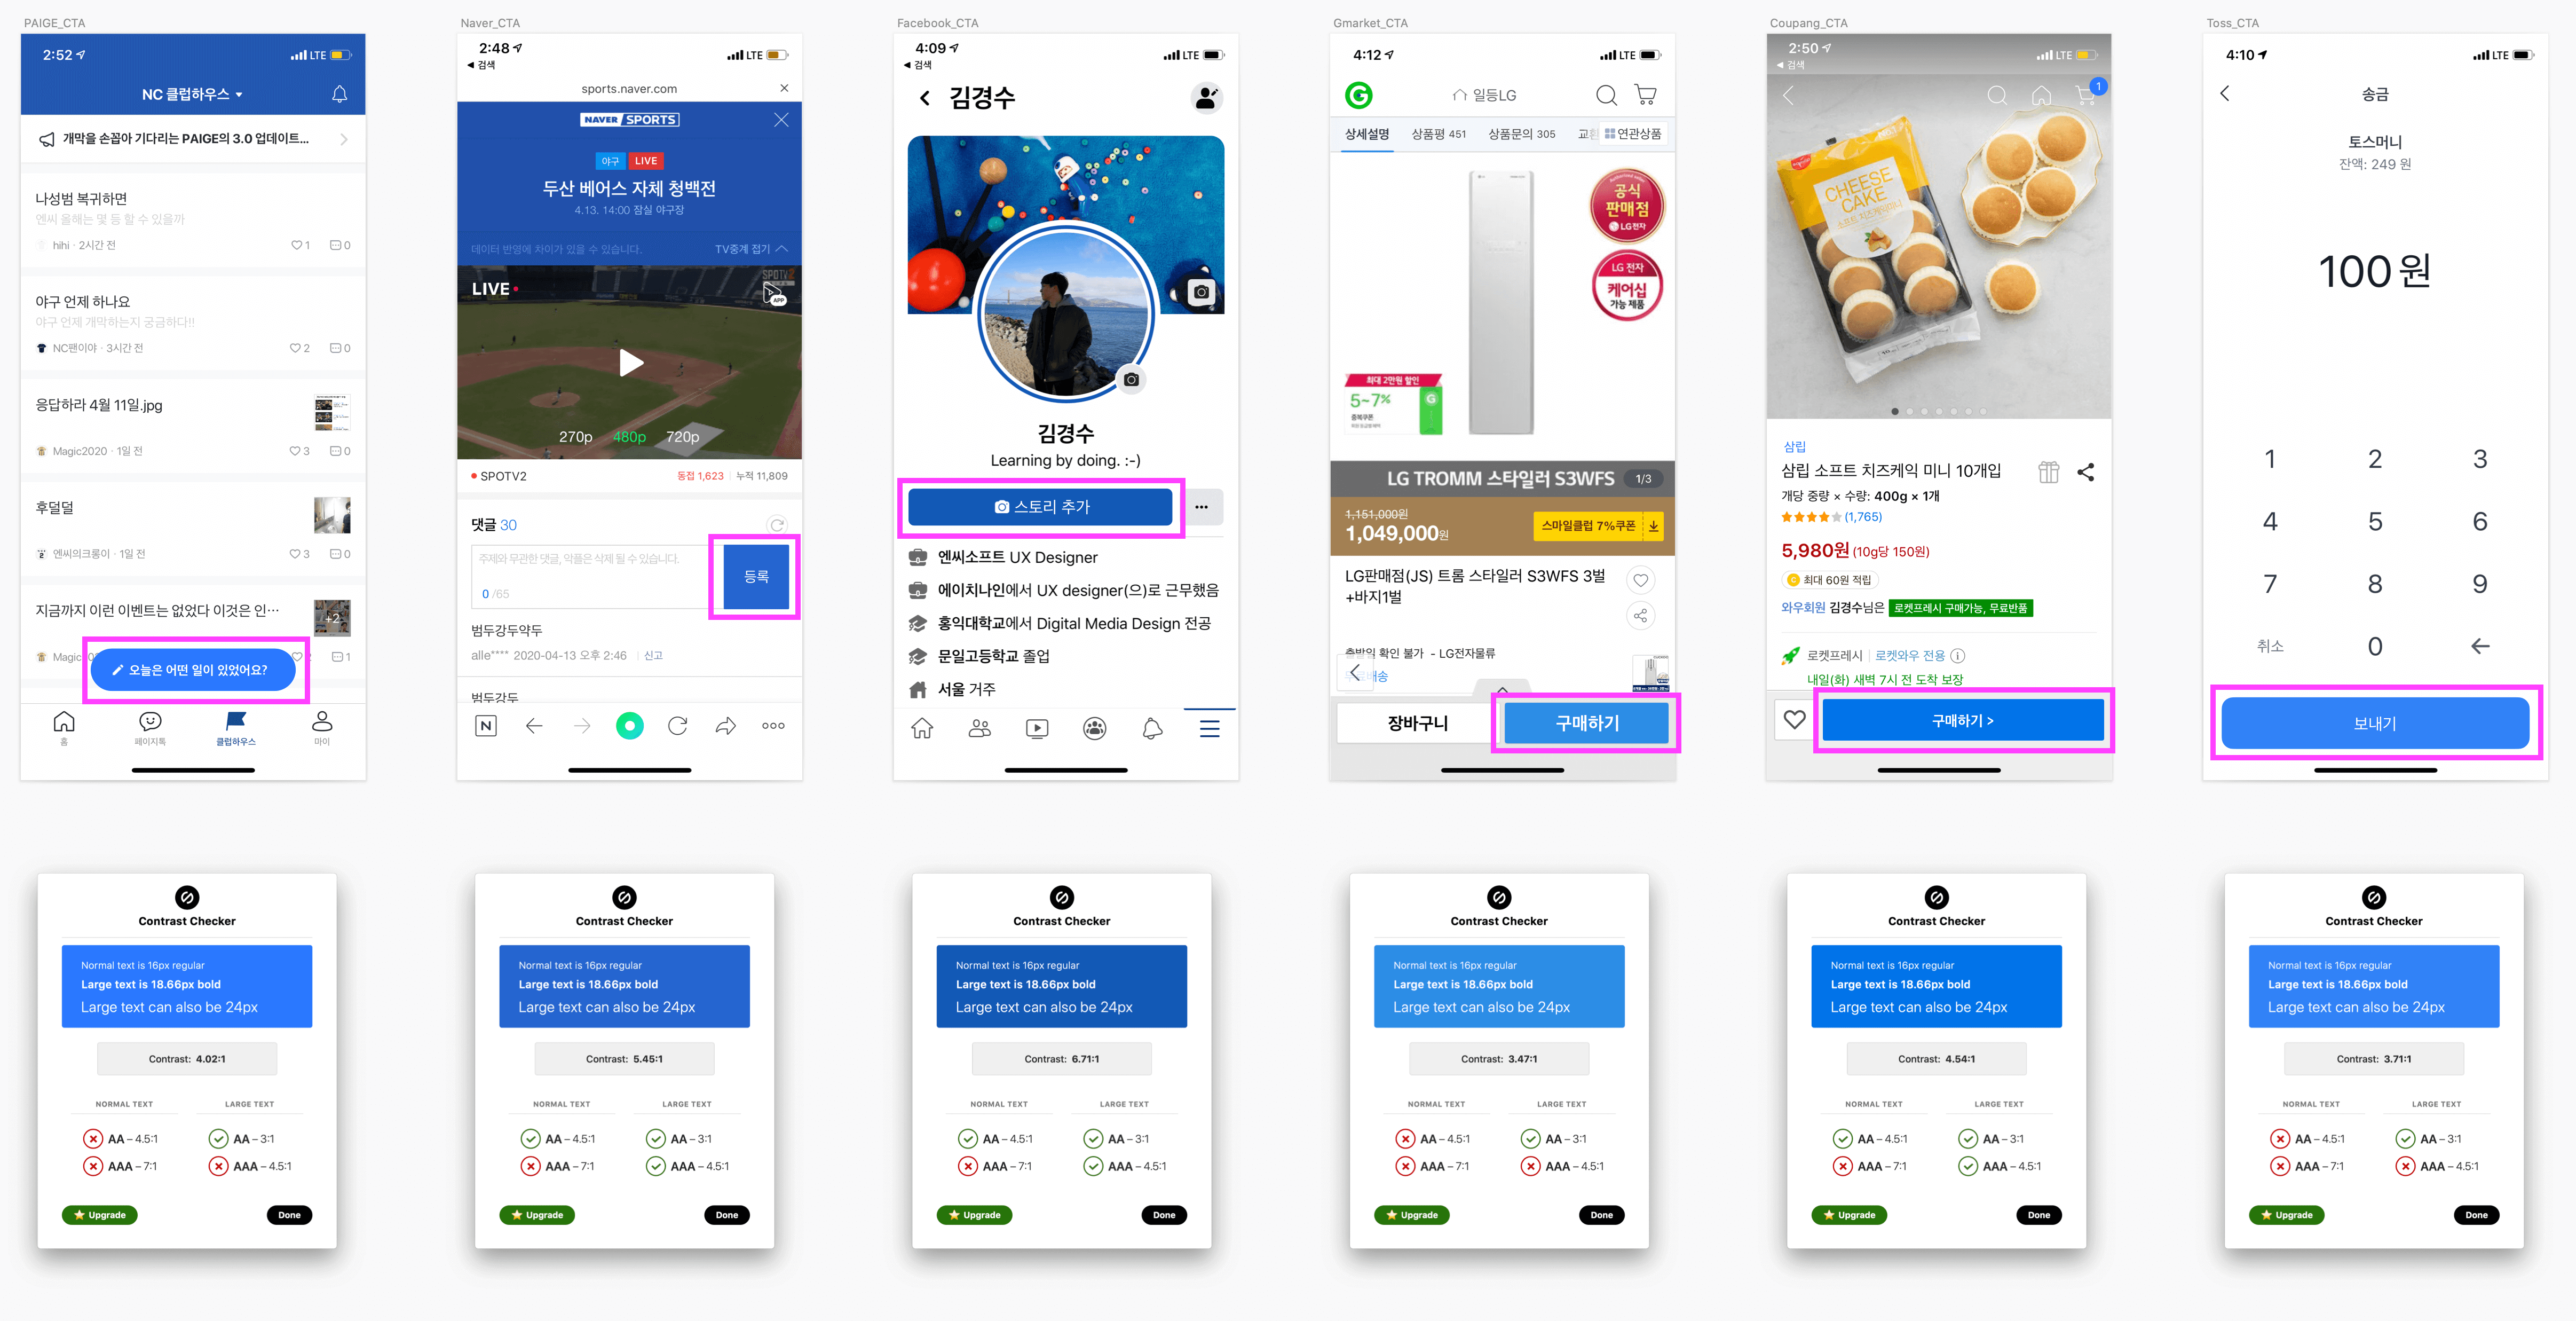 PAIGE_CTA
2:52
LTE
NC 클럽하우스
개막을 손꼽아 기다리는 PAIGE의 3.0 업데이트...
나성범 복귀하면
엔씨 올해는 몇 등 할 수 있을까
hihi · 2시간 전
1
0
야구 언제 하나요
야구 언제 개막하는지 궁금하다!!
NC팬이야 · 3시간 전
2
0
응답하라 4월 11일.jpg
Magic2020 · 1일 전
3
0
후덜덜
엔씨의크롱이 · 1일 전
3
0
지금까지 이런 이벤트는 없었다 이것은 인…
+2
Magic
1
오늘은 어떤 일이 있었어요?
홈
페이지톡
클럽하우스
마이
Naver_CTA
2:48
LTE
◀ 검색
sports.naver.com
NAVER SPORTS
야구 LIVE
두산 베어스 자체 청백전
4.13. 14:00 잠실 야구장
데이터 반영에 차이가 있을 수 있습니다.
TV중계 접기
LIVE
SPOTV2
APP
270p 480p 720p
SPOTV2
동접 1,623 누적 11,809
댓글 30
주제와 무관한 댓글, 악플은 삭제 될 수 있습니다.
0 /65
등록
범두강두약두
alle**** 2020-04-13 오후 2:46 신고
범두강두
N
Facebook_CTA
4:09
LTE
◀ 검색
김경수
김경수
Learning by doing. :-)
스토리 추가
엔씨소프트 UX Designer
에이치나인에서 UX designer(으)로 근무했음
홍익대학교에서 Digital Media Design 전공
문일고등학교 졸업
서울 거주
Gmarket_CTA
4:12
LTE
G
일등LG
상세설명 상품평 451 상품문의 305 교환 연관상품
공식
판매점
LG전자
LG 전자
케어십
가능 제품
최대 2만원 할인
5~7%
중복쿠폰
G
LG TROMM 스타일러 S3WFS
1/3
1,151,000원
1,049,000원
스마일클럽 7%쿠폰
LG판매점(JS) 트롬 스타일러 S3WFS 3벌
+바지1벌
출발일 확인 불가 - LG전자물류
무료배송
장바구니
구매하기
Coupang_CTA
2:50
LTE
◀ 검색
1
CHEESE
CAKE
소프트 치즈케익미니
삼립
삼립 소프트 치즈케익 미니 10개입
개당 중량 × 수량: 400g × 1개
(1,765)
5,980원 (10g당 150원)
최대 60원 적립
와우회원 김경수님은 로켓프레시 구매가능, 무료반품
로켓프레시 로켓와우 전용
내일(화) 새벽 7시 전 도착 보장
구매하기 >
Toss_CTA
4:10
LTE
송금
토스머니
잔액: 249 원
100원
1 2 3
4 5 6
7 8 9
취소 0
보내기
Contrast Checker
Normal text is 16px regular
Large text is 18.66px bold
Large text can also be 24px
Contrast: 4.02:1
NORMAL TEXT LARGE TEXT
AA – 4.5:1 AA – 3:1
AAA – 7:1 AAA – 4.5:1
Upgrade Done
Contrast Checker
Normal text is 16px regular
Large text is 18.66px bold
Large text can also be 24px
Contrast: 5.45:1
NORMAL TEXT LARGE TEXT
AA – 4.5:1 AA – 3:1
AAA – 7:1 AAA – 4.5:1
Upgrade Done
Contrast Checker
Normal text is 16px regular
Large text is 18.66px bold
Large text can also be 24px
Contrast: 6.71:1
NORMAL TEXT LARGE TEXT
AA – 4.5:1 AA – 3:1
AAA – 7:1 AAA – 4.5:1
Upgrade Done
Contrast Checker
Normal text is 16px regular
Large text is 18.66px bold
Large text can also be 24px
Contrast: 3.47:1
NORMAL TEXT LARGE TEXT
AA – 4.5:1 AA – 3:1
AAA – 7:1 AAA – 4.5:1
Upgrade Done
Contrast Checker
Normal text is 16px regular
Large text is 18.66px bold
Large text can also be 24px
Contrast: 4.54:1
NORMAL TEXT LARGE TEXT
AA – 4.5:1 AA – 3:1
AAA – 7:1 AAA – 4.5:1
Upgrade Done
Contrast Checker
Normal text is 16px regular
Large text is 18.66px bold
Large text can also be 24px
Contrast: 3.71:1
NORMAL TEXT LARGE TEXT
AA – 4.5:1 AA – 3:1
AAA – 7:1 AAA – 4.5:1
Upgrade Done